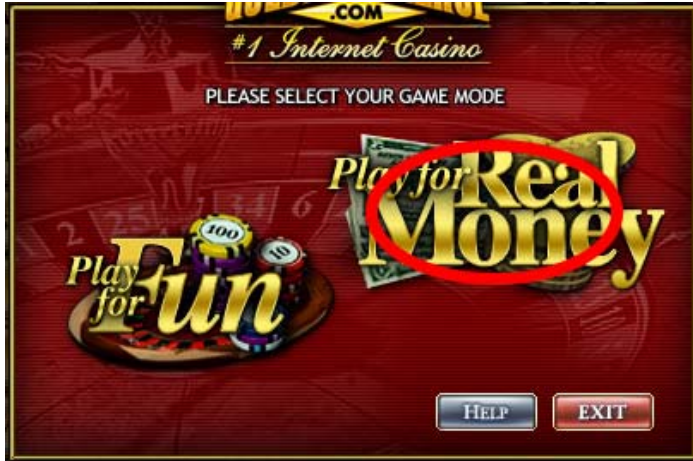 .COM
#1 Internet Casino
PLEASE SELECT YOUR GAME MODE
Play for Real
Money
Play
for Fun
100
10
HELP
EXIT